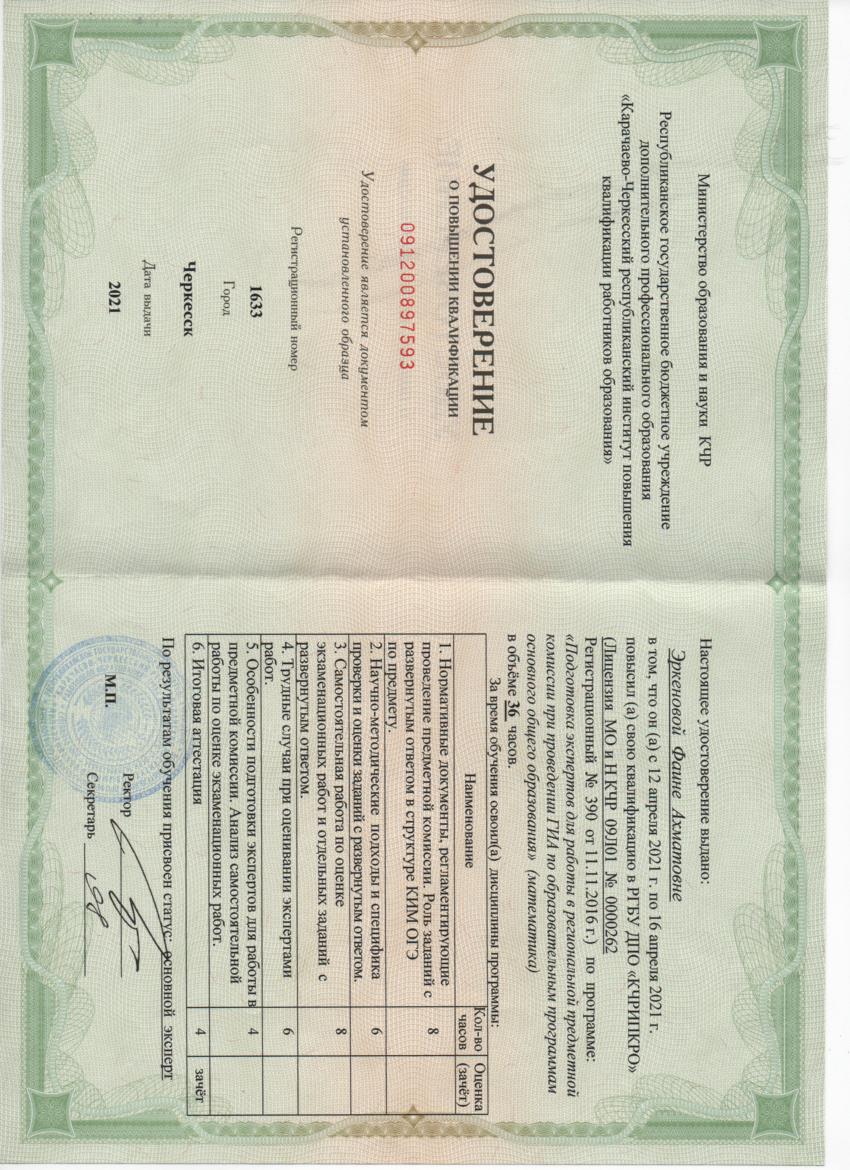 Министерство образования и науки КЧР
Республиканское государственное бюджетное учреждение
дополнительного профессионального образования
«Карачаево-Черкесский республиканский институт повышения
квалификации работников образования»
УДОСТОВЕРЕНИЕ
О ПОВЫШЕНИИ КВАЛИФИКАЦИИ
091200897593
Удостоверение является документом
установленного образца
Регистрационный номер
1633
Город
Черкесск
Дата выдачи
2021
Настоящее удостоверение выдано:
Эркеновой Фаине Ахматовне
в том, что он (а) с 12 апреля 2021 г. по 16 апреля 2021 г.
повысил (а) свою квалификацию в РГБУ ДПО «КЧРИПКРО»
(Лицензия МО и Н КЧР 09Л01 № 0000262
Регистрационный № 390 от 11.11.2016 г.) по программе:
«Подготовка экспертов для работы в региональной предметной
комиссии при проведении ГИА по образовательным программам
основного общего образования» (математика)
в объёме 36 часов.
За время обучения освоил(а) дисциплины программы:
Наименование
Кол-во
часов
Оценка
(зачёт)
1. Нормативные документы, регламентирующие
проведение предметной комиссии. Роль заданий с
развернутым ответом в структуре КИМ ОГЭ
по предмету.
8
2. Научно-методические подходы и специфика
проверки и оценки заданий с развернутым ответом.
6
3. Самостоятельная работа по оценке
экзаменационных работ и отдельных заданий с
развернутым ответом.
8
4. Трудные случаи при оценивании экспертами
работ.
6
5. Особенности подготовки экспертов для работы в
предметной комиссии. Анализ самостоятельной
работы по оценке экзаменационных работ.
4
6. Итоговая аттестация
4
зачёт
По результатам обучения присвоен статус: основной эксперт
Ректор
М.П.
Секретарь